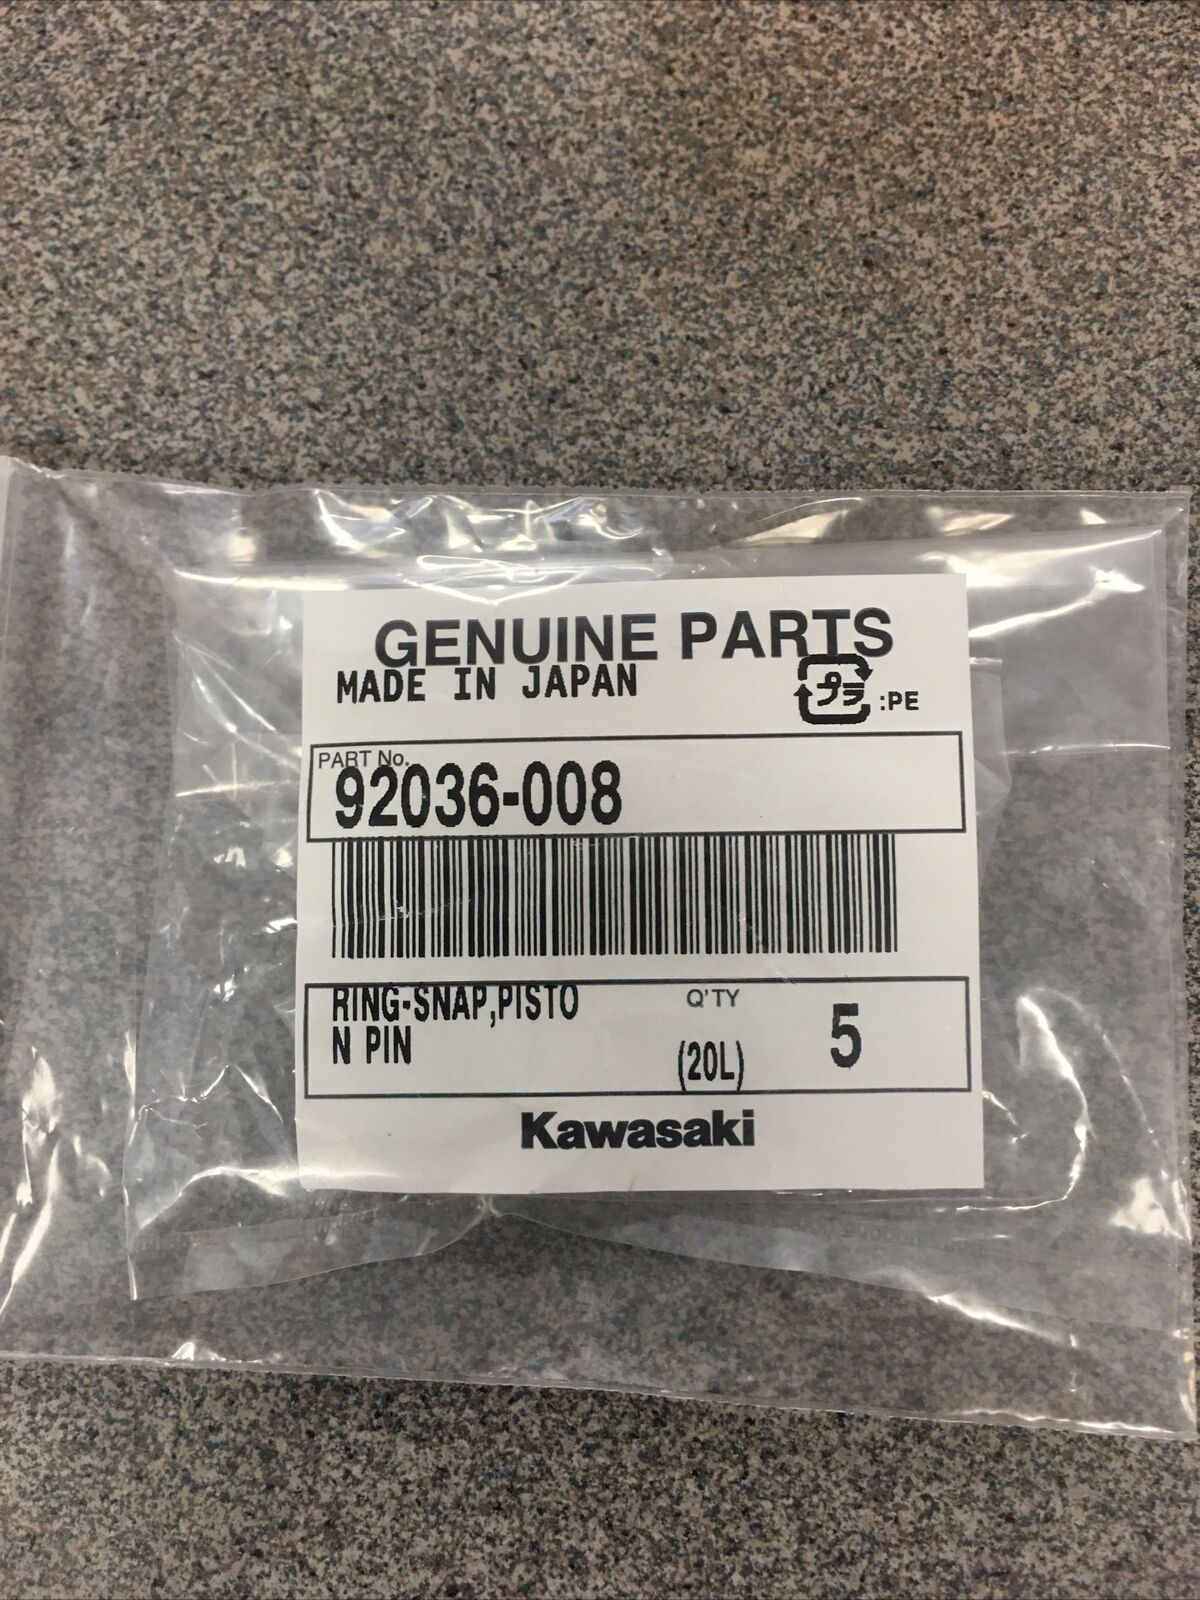 GENUINE PARTS
MADE IN JAPAN
プラ :PE
PART No.
92036-008
RING-SNAP,PISTO
N PIN
Q'TY
(20L)
5
Kawasaki